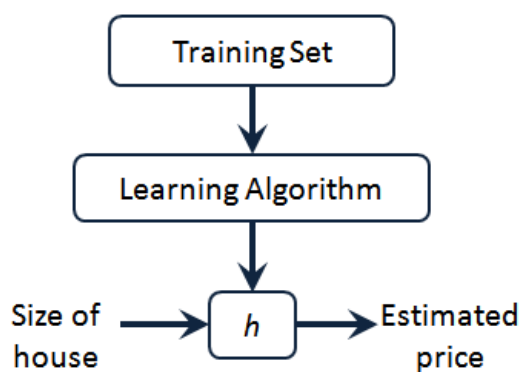 Training Set
Learning Algorithm
Size of
house
h
Estimated
price